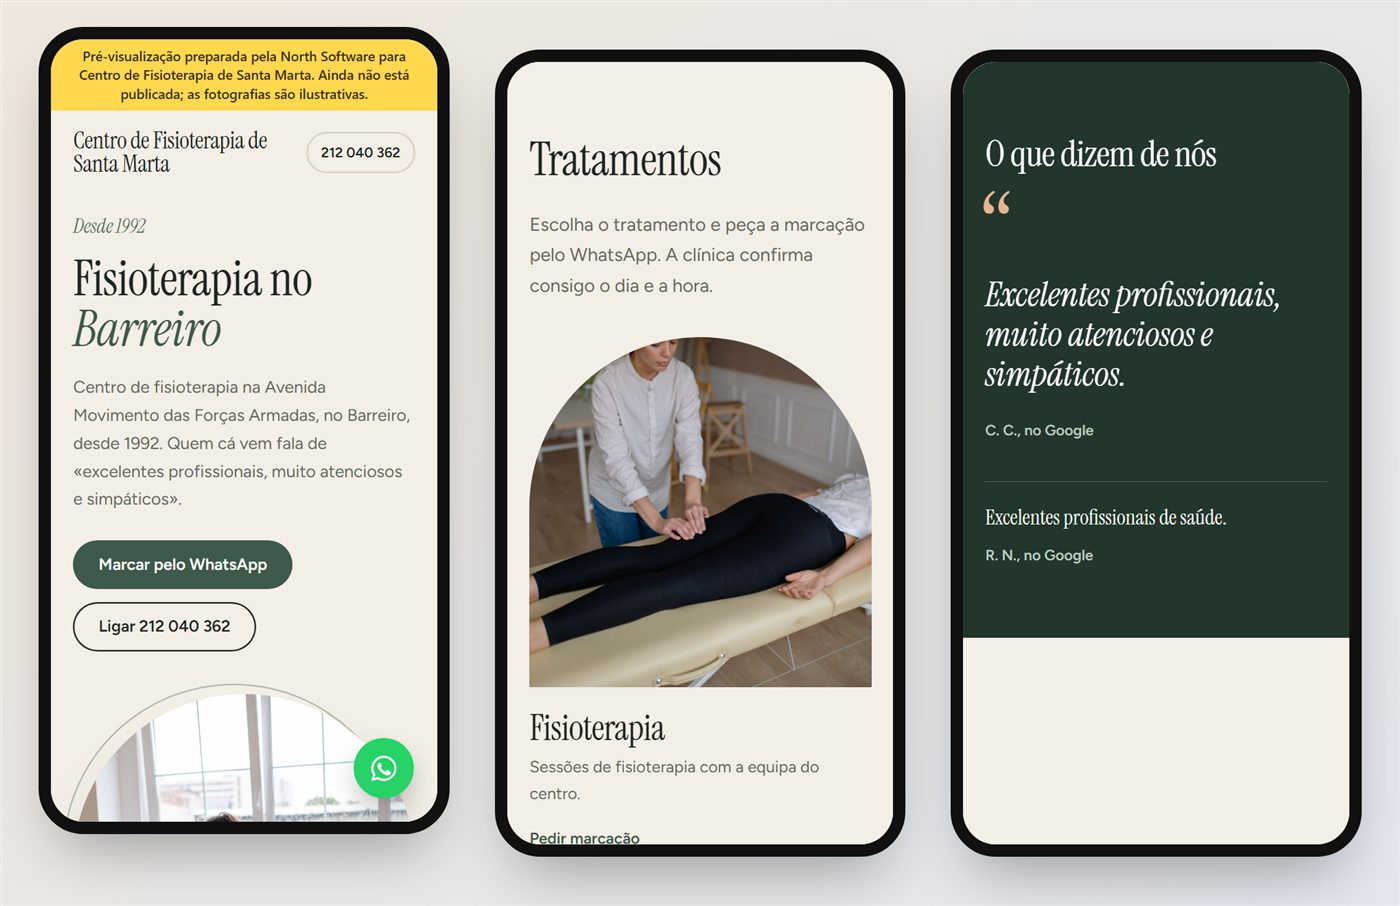 Pré-visualização preparada pela North Software para
Centro de Fisioterapia de Santa Marta. Ainda não está
publicada; as fotografias são ilustrativas.
Centro de Fisioterapia de
Santa Marta
212 040 362
Desde 1992
Fisioterapia no
Barreiro
Centro de fisioterapia na Avenida
Movimento das Forças Armadas, no Barreiro,
desde 1992. Quem cá vem fala de
«excelentes profissionais, muito atenciosos
e simpáticos».
Marcar pelo WhatsApp
Ligar 212 040 362
Tratamentos
Escolha o tratamento e peça a marcação
pelo WhatsApp. A clínica confirma
consigo o dia e a hora.
Fisioterapia
Sessões de fisioterapia com a equipa do
centro.
Pedir marcação
O que dizem de nós
“
Excelentes profissionais,
muito atenciosos e
simpáticos.
C. C., no Google
Excelentes profissionais de saúde.
R. N., no Google